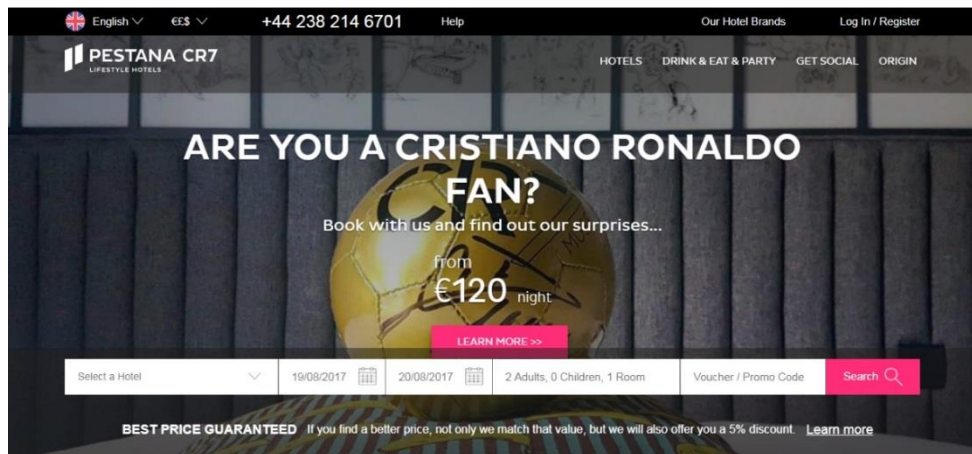 English €£$ +44 238 214 6701 Help Our Hotel Brands Log In / Register
PESTANA CR7
LIFESTYLE HOTELS
HOTELS DRINK & EAT & PARTY GET SOCIAL ORIGIN
ARE YOU A CRISTIANO RONALDO
FAN?
Book with us and find out our surprises...
from
€120 night
LEARN MORE >>
Select a Hotel 19/08/2017 20/08/2017 2 Adults, 0 Children, 1 Room Voucher / Promo Code Search
BEST PRICE GUARANTEED If you find a better price, not only we match that value, but we will also offer you a 5% discount. Learn more